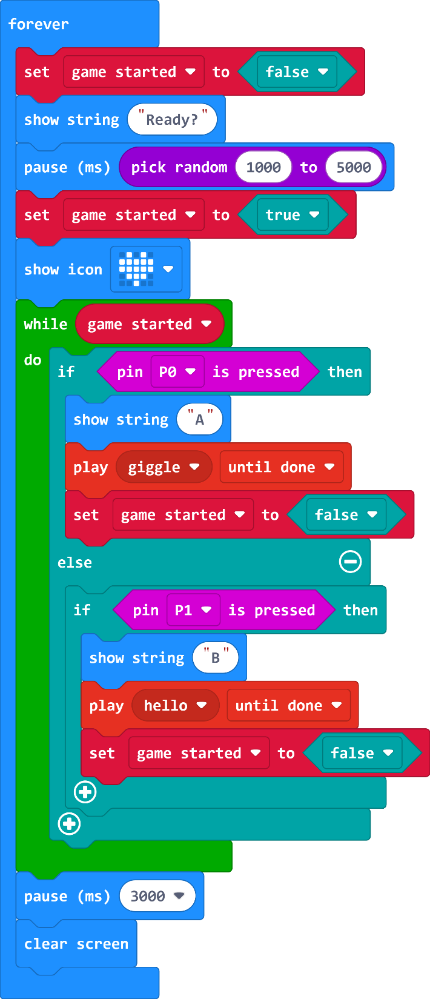 forever
set game started to false
show string "Ready?"
pause (ms) pick random 1000 to 5000
set game started to true
show icon
while game started
do
if pin P0 is pressed then
show string "A"
play giggle until done
set game started to false
else
if pin P1 is pressed then
show string "B"
play hello until done
set game started to false
pause (ms) 3000
clear screen